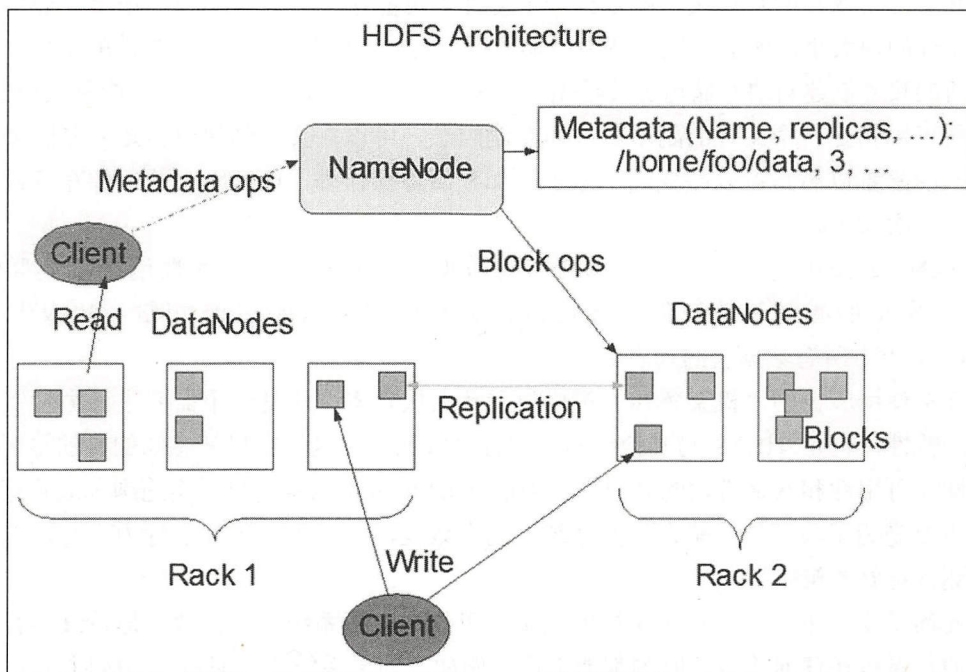 HDFS Architecture
Metadata (Name, replicas, ...):
/home/foo/data, 3, ...
NameNode
Metadata ops
Client
Block ops
Read
DataNodes
DataNodes
Replication
Blocks
Rack 1
Write
Rack 2
Client